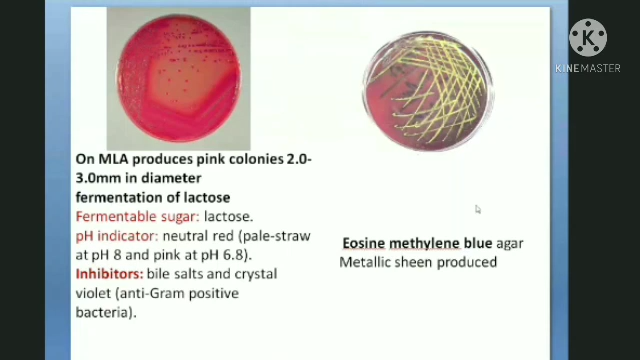 K
KINEMASTER
On MLA produces pink colonies 2.0-
3.0mm in diameter
fermentation of lactose
Fermentable sugar: lactose.
pH indicator: neutral red (pale-straw
at pH 8 and pink at pH 6.8).
Inhibitors: bile salts and crystal
violet (anti-Gram positive
bacteria).
Eosine methylene blue agar
Metallic sheen produced